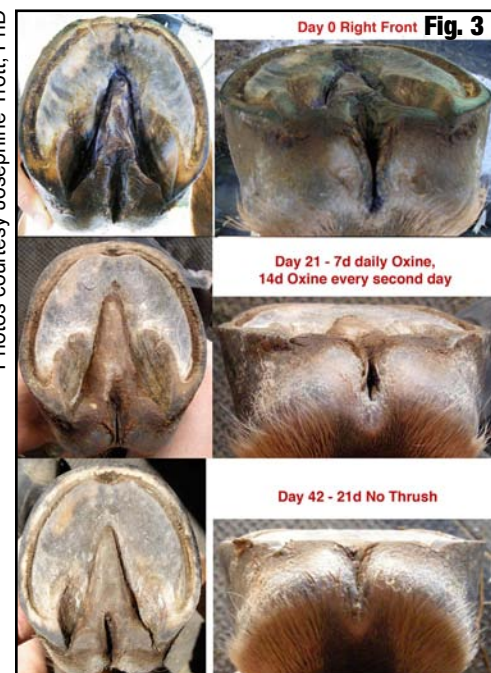 Photos courtesy Josephine Trott, PhD
Day 0 Right Front
Fig. 3
Day 21 - 7d daily Oxine,
14d Oxine every second day
Day 42 - 21d No Thrush